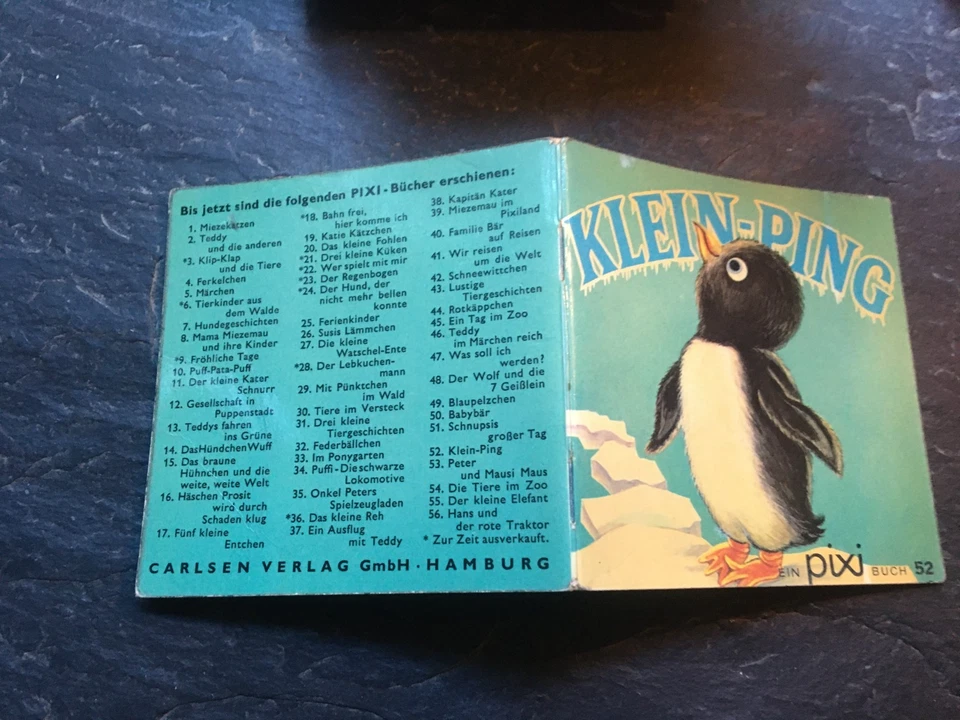 Bis jetzt sind die folgenden PIXI-Bücher erschienen:
1. Miezekatzen
2. Teddy
und die anderen
*3. Klip-Klap
und die Tiere
4. Ferkelchen
5. Märchen
*6. Tierkinder aus
dem Walde
7. Hundegeschichten
8. Mama Miezemau
und ihre Kinder
*9. Fröhliche Tage
10. Puff-Pata-Puff
11. Der kleine Kater
Schnurr
12. Gesellschaft in
Puppenstadt
13. Teddys fahren
ins Grüne
14. DasHündchenWuff
15. Das braune
Hühnchen und die
weite, weite Welt
16. Häschen Prosit
wird durch
Schaden klug
17. Fünf kleine
Entchen
*18. Bahn frei,
hier komme ich
19. Katie Kätzchen
20. Das kleine Fohlen
*21. Drei kleine Küken
*22. Wer spielt mit mir
*23. Der Regenbogen
*24. Der Hund, der
nicht mehr bellen
konnte
25. Ferienkinder
26. Susis Lämmchen
27. Die kleine
Watschel-Ente
*28. Der Lebkuchen-
mann
29. Mit Pünktchen
im Wald
30. Tiere im Versteck
31. Drei kleine
Tiergeschichten
32. Federbällchen
33. Im Ponygarten
34. Puffi-Die schwarze
Lokomotive
35. Onkel Peters
Spielzeugladen
*36. Das kleine Reh
37. Ein Ausflug
mit Teddy
38. Kapitän Kater
39. Miezemau im
Pixiland
40. Familie Bär
auf Reisen
41. Wir reisen
um die Welt
42. Schneewittchen
43. Lustige
Tiergeschichten
44. Rotkäppchen
45. Ein Tag im Zoo
46. Teddy
im Märchen reich
47. Was soll ich
werden?
48. Der Wolf und die
7 Geißlein
49. Blaupelzchen
50. Babybär
51. Schnupsis
großer Tag
52. Klein-Ping
53. Peter
und Mausi Maus
54. Die Tiere im Zoo
55. Der kleine Elefant
56. Hans und
der rote Traktor
* Zur Zeit ausverkauft.
CARLSEN VERLAG GmbH · HAMBURG
KLEIN-PING
EIN pixi BUCH 52